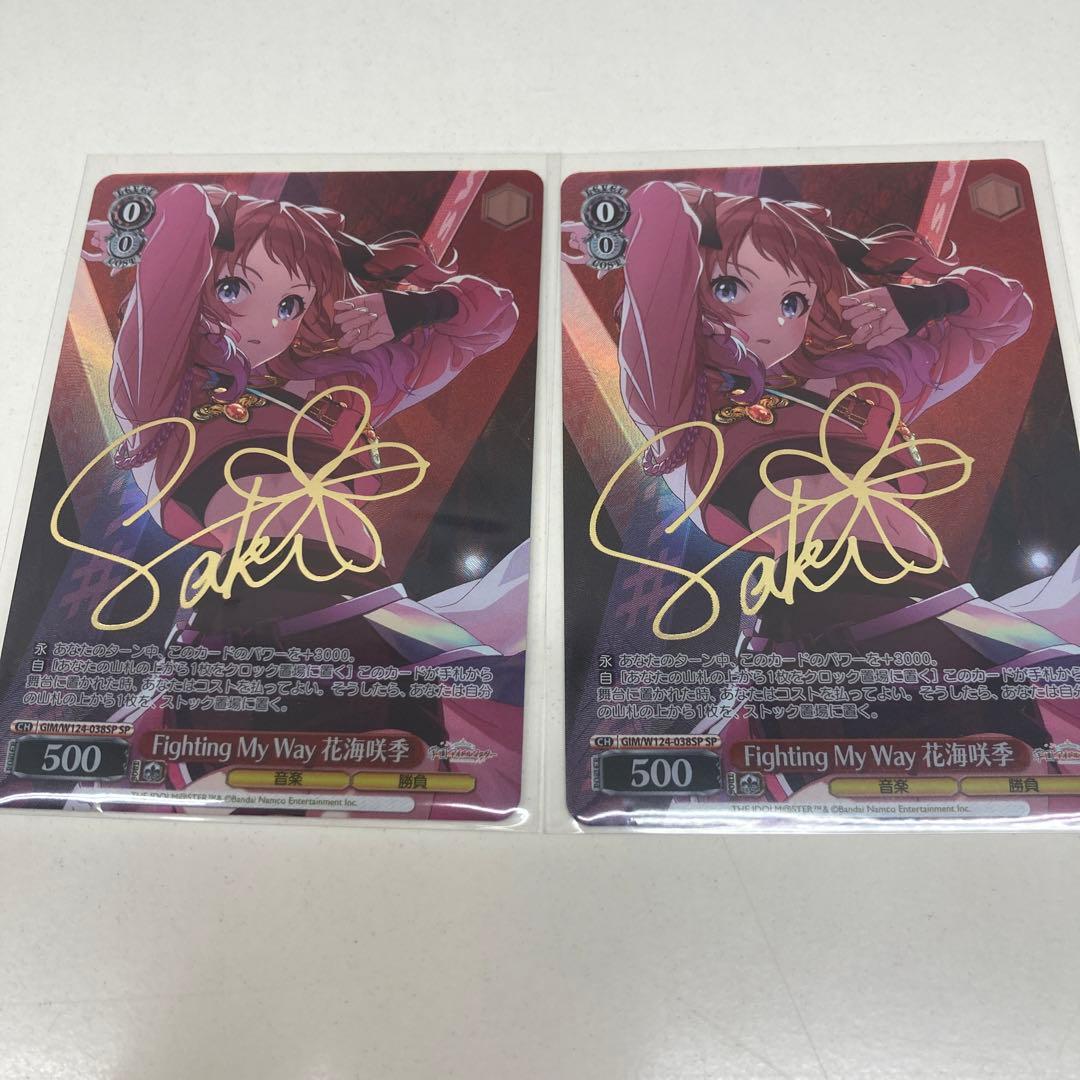 LEVEL
0
0
COST
Saki
永 あなたのターン中、このカードのパワーを＋3000。
自 ［あなたの山札の上から1枚をクロック置場に置く］ このカードが手札から
舞台に置かれた時、あなたはコストを払ってよい。そうしたら、あなたは自分
の山札の上から1枚を、ストック置場に置く。
CH GIM/W124-038SP SP
500
Fighting My Way 花海咲季
音楽 勝負
THE IDOLM@STER™& ©Bandai Namco Entertainment Inc.
LEVEL
0
0
COST
Saki
永 あなたのターン中、このカードのパワーを＋3000。
自 ［あなたの山札の上から1枚をクロック置場に置く］ このカードが手札から
舞台に置かれた時、あなたはコストを払ってよい。そうしたら、あなたは自分
の山札の上から1枚を、ストック置場に置く。
CH GIM/W124-038SP SP
500
Fighting My Way 花海咲季
音楽 勝負
THE IDOLM@STER™& ©Bandai Namco Entertainment Inc.